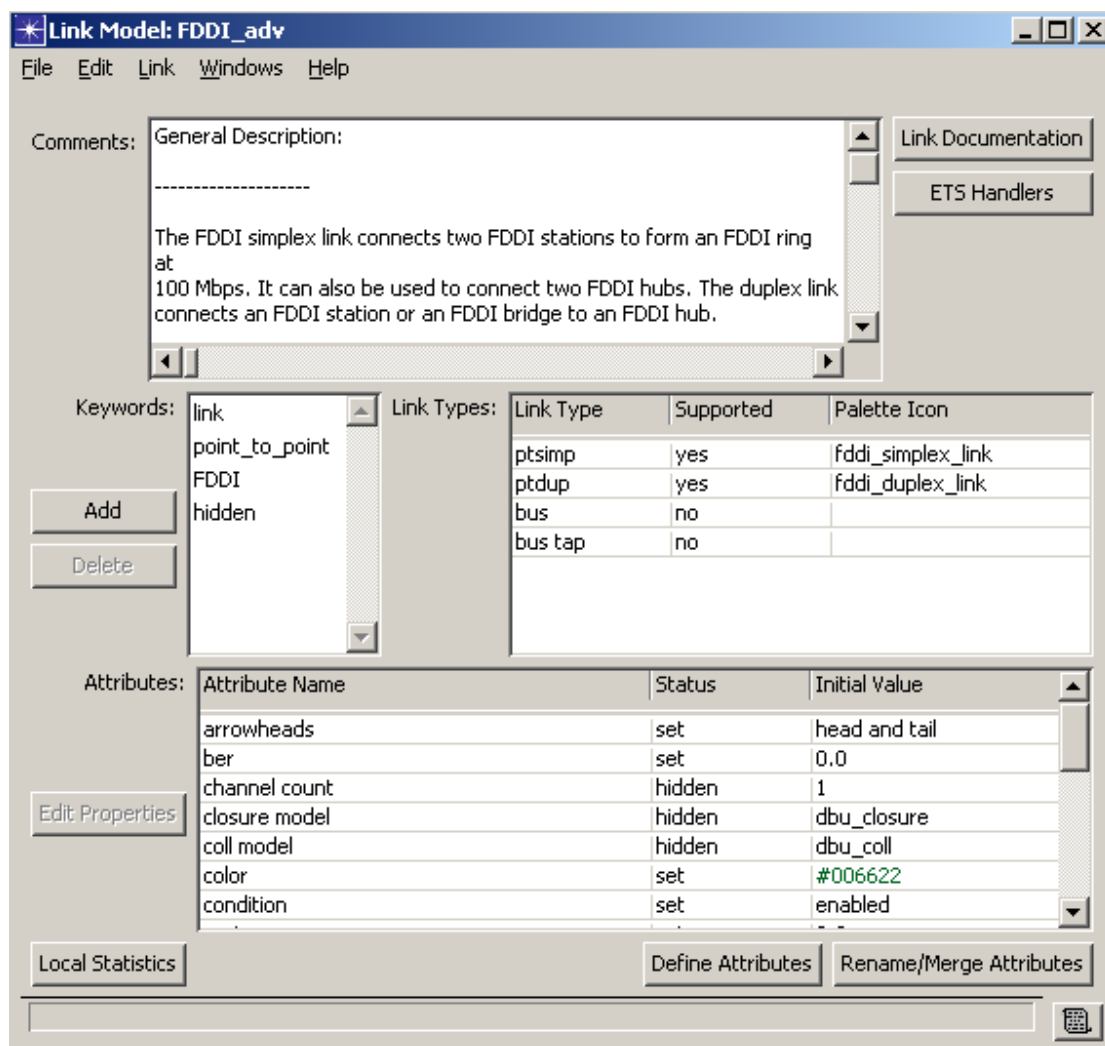 Link Model: FDDI_adv
File Edit Link Windows Help
Comments:
General Description:
--------------------
The FDDI simplex link connects two FDDI stations to form an FDDI ring
at
100 Mbps. It can also be used to connect two FDDI hubs. The duplex link
connects an FDDI station or an FDDI bridge to an FDDI hub.
Link Documentation
ETS Handlers
Keywords:
link
point_to_point
FDDI
hidden
Add
Delete
Link Types:
Link Type Supported Palette Icon
ptsimp yes fddi_simplex_link
ptdup yes fddi_duplex_link
bus no
bus tap no
Attributes:
Attribute Name Status Initial Value
arrowheads set head and tail
ber set 0.0
channel count hidden 1
closure model hidden dbu_closure
coll model hidden dbu_coll
color set #006622
condition set enabled
Edit Properties
Local Statistics
Define Attributes
Rename/Merge Attributes